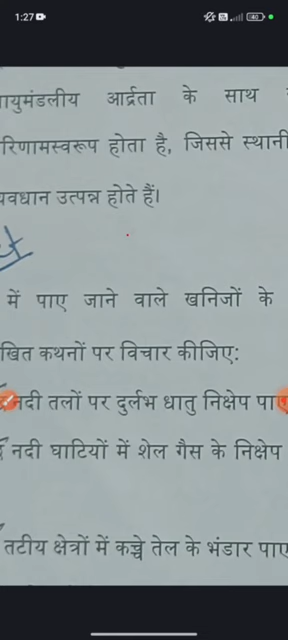 1:27
40
ायुमंडलीय आर्द्रता के साथ
रिणामस्वरूप होता है, जिससे स्थानी
यवधान उत्पन्न होते हैं।
में पाए जाने वाले खनिजों के
खित कथनों पर विचार कीजिए:
नदी तलों पर दुर्लभ धातु निक्षेप पाए
नदी घाटियों में शेल गैस के निक्षेप
तटीय क्षेत्रों में कच्चे तेल के भंडार पाए